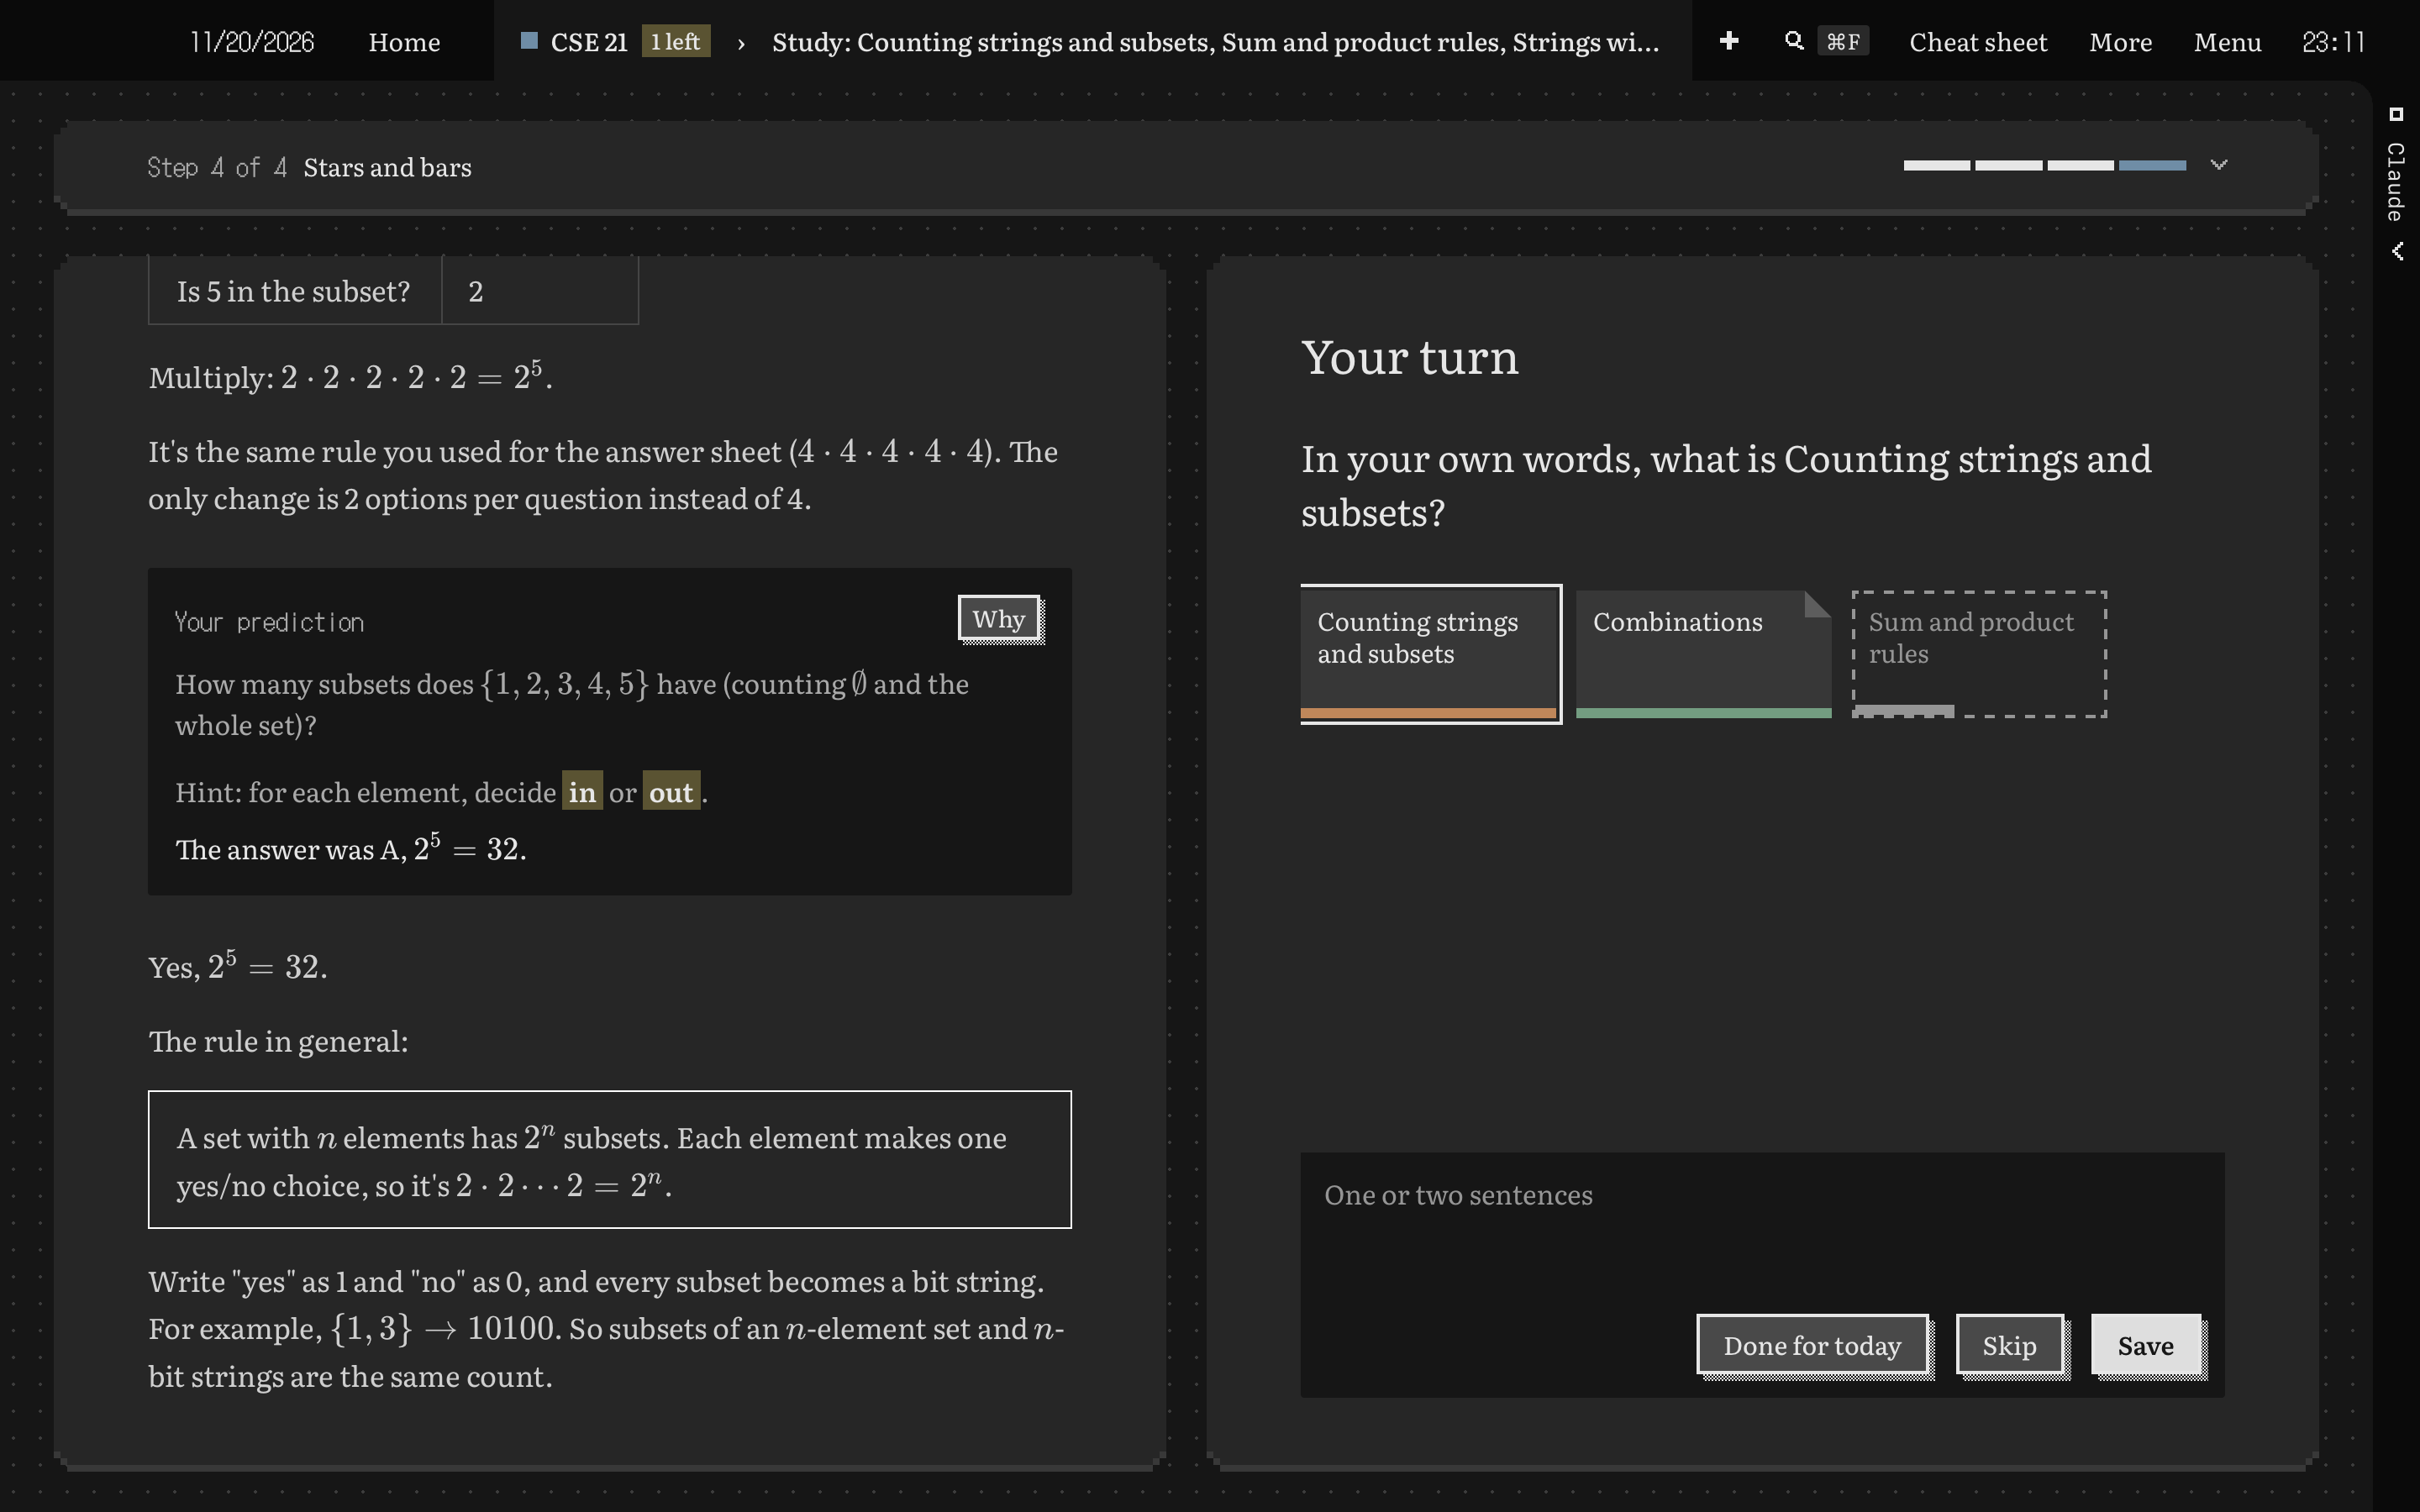 11/20/2026 Home CSE 21 1 left › Study: Counting strings and subsets, Sum and product rules, Strings wi... ⌘F Cheat sheet More Menu 23:11
Claude
Step 4 of 4 Stars and bars
Is 5 in the subset? 2
Multiply: 2 · 2 · 2 · 2 · 2 = 2⁵.
It's the same rule you used for the answer sheet (4 · 4 · 4 · 4 · 4). The
only change is 2 options per question instead of 4.
Your prediction Why
How many subsets does {1, 2, 3, 4, 5} have (counting ∅ and the
whole set)?
Hint: for each element, decide in or out.
The answer was A, 2⁵ = 32.
Yes, 2⁵ = 32.
The rule in general:
A set with n elements has 2ⁿ subsets. Each element makes one
yes/no choice, so it's 2 · 2 ⋯ 2 = 2ⁿ.
Write "yes" as 1 and "no" as 0, and every subset becomes a bit string.
For example, {1, 3} → 10100. So subsets of an n-element set and n-
bit strings are the same count.
Your turn
In your own words, what is Counting strings and
subsets?
Counting strings
and subsets
Combinations
Sum and product
rules
One or two sentences
Done for today Skip Save